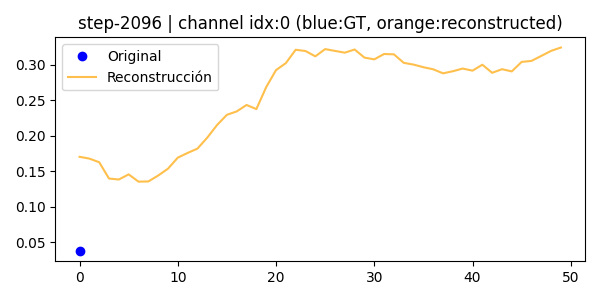 step-2096 | channel idx:0 (blue:GT, orange:reconstructed)
Original
Reconstrucción
0.30
0.25
0.20
0.15
0.10
0.05
0 10 20 30 40 50